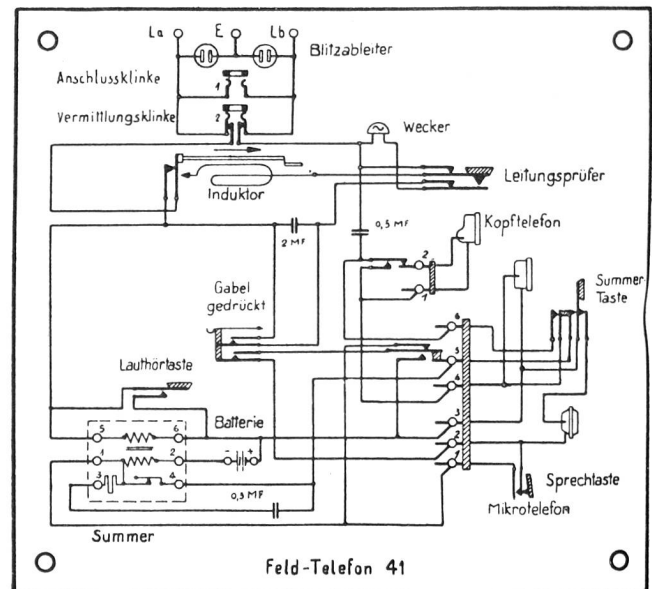 La E Lb
Blitzableiter
Anschlussklinke
1
Vermittlungsklinke
2
Wecker
Leitungsprüfer
Induktor
2 MF
0,3 MF
Kopftelefon
2
1
Summer-
Taste
Gabel
gedrückt
6
5
4
3
2
1
Lauthörtaste
Batterie
- +
5 6
1 2
3 4
0,3 MF
Summer
Sprechtaste
Mikrotelefon
Feld-Telefon 41